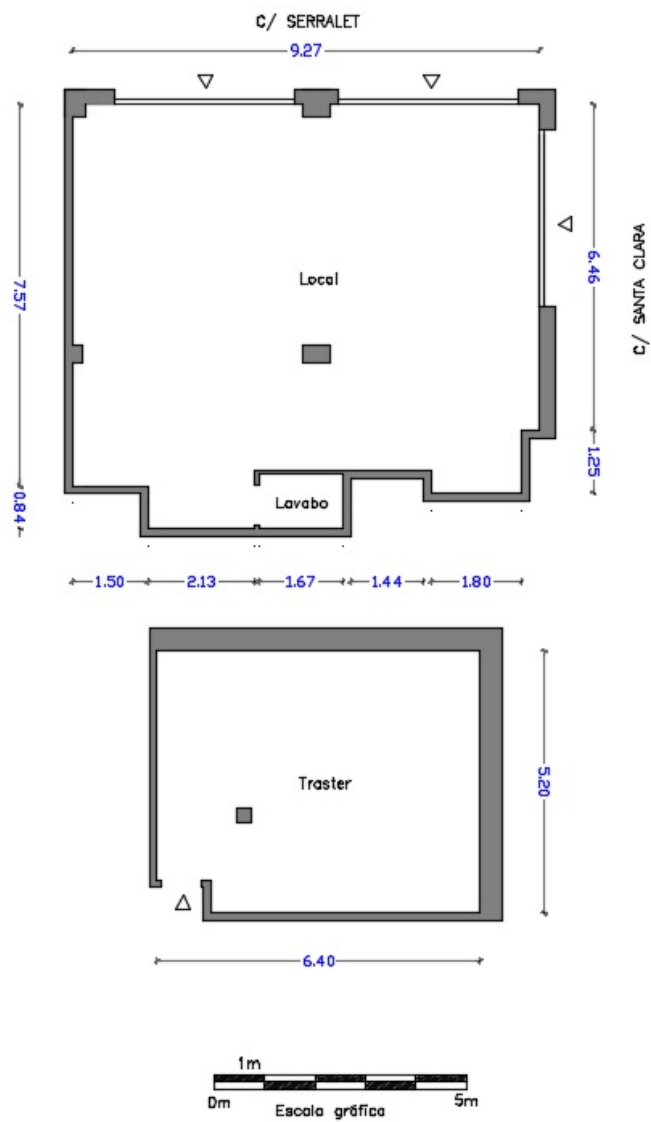 C/ SERRALET
9.27
7.57
6.46
C/ SANTA CLARA
Local
1.25
0.84
Lavabo
1.50
2.13
1.67
1.44
1.80
Traster
5.20
6.40
1m
0m
5m
Escala gráfica